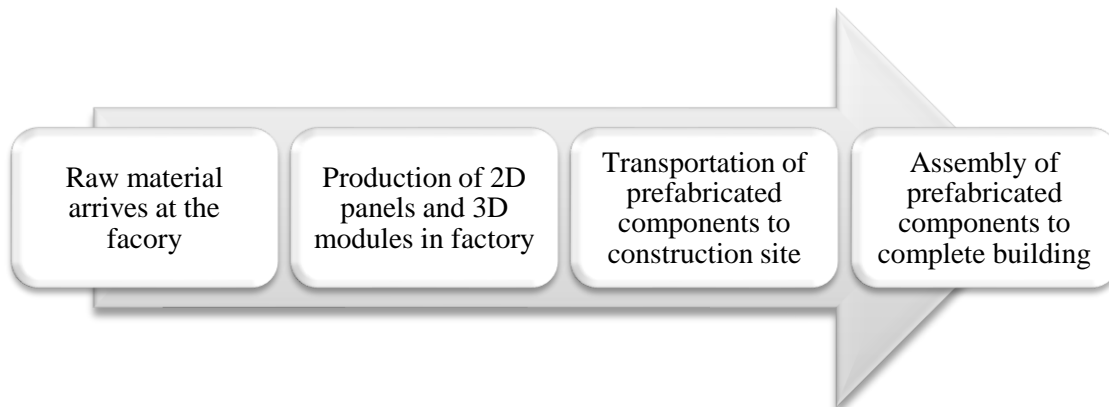 Raw material
arrives at the
facory
Production of 2D
panels and 3D
modules in factory
Transportation of
prefabricated
components to
construction site
Assembly of
prefabricated
components to
complete building